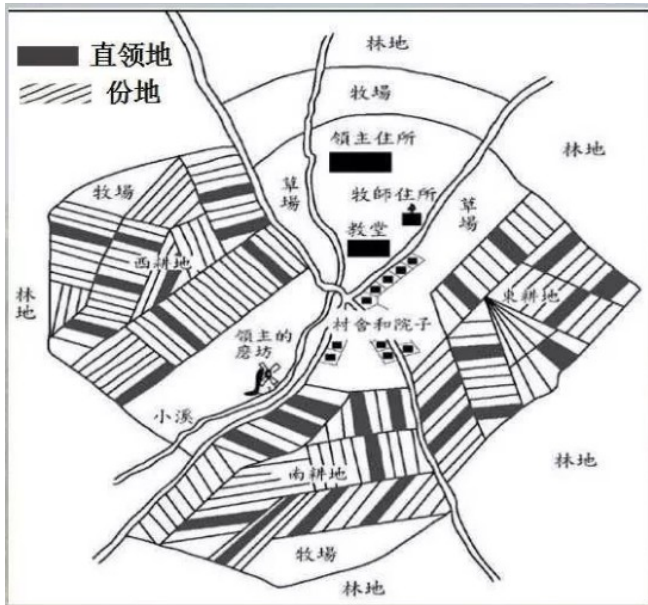 直领地
份地
林地
牧場
領主住所
林地
牧師住所
草場
草場
教堂
牧場
西耕地
林地
東耕地
村舍和院子
領主的
磨坊
小溪
南耕地
林地
牧場
林地